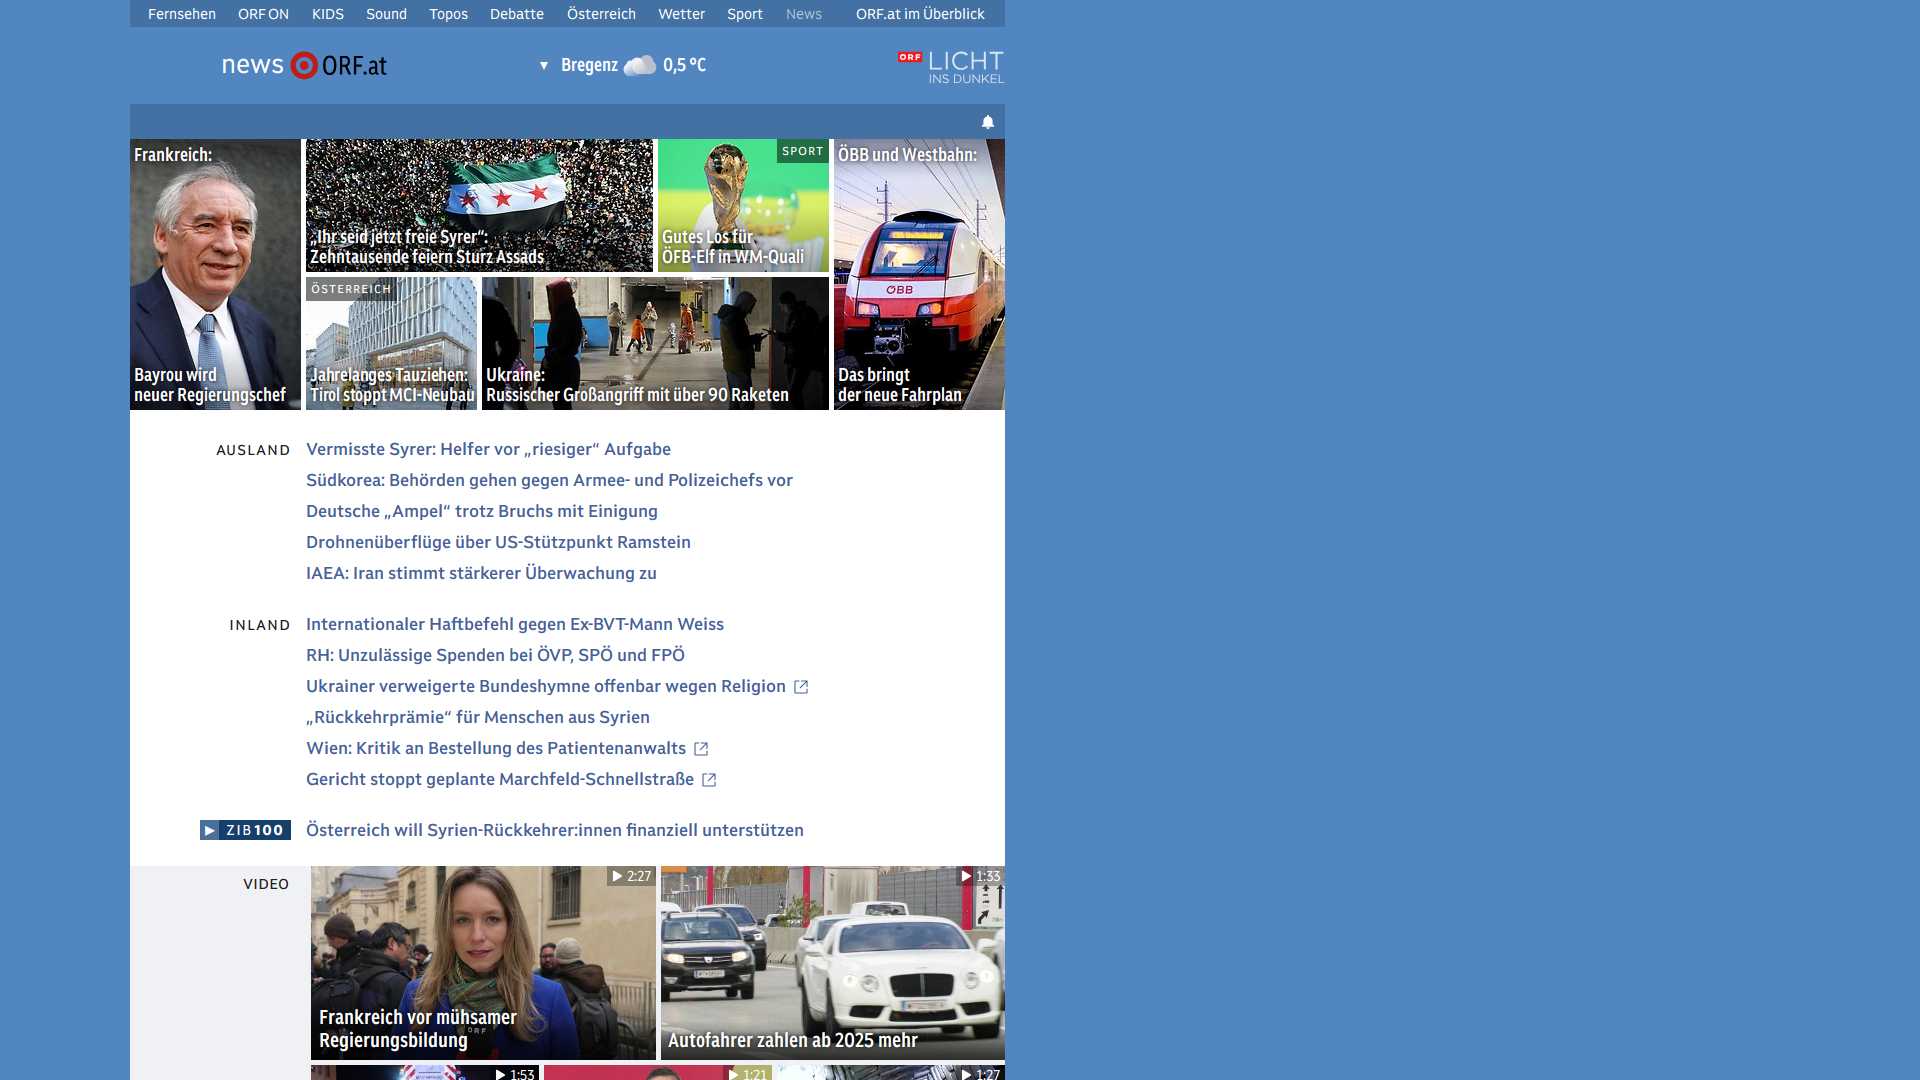 Fernsehen ORF ON KIDS Sound Topos Debatte Österreich Wetter Sport News ORF.at im Überblick
news ORF.at
▼ Bregenz 0,5 °C
ORF LICHT
INS DUNKEL
Frankreich:
Bayrou wird
neuer Regierungschef
„Ihr seid jetzt freie Syrer“:
Zehntausende feiern Sturz Assads
SPORT
Gutes Los für
ÖFB-Elf in WM-Quali
ÖBB und Westbahn:
ÖBB
Das bringt
der neue Fahrplan
ÖSTERREICH
Jahrelanges Tauziehen:
Tirol stoppt MCI-Neubau
Ukraine:
Russischer Großangriff mit über 90 Raketen
AUSLAND
Vermisste Syrer: Helfer vor „riesiger“ Aufgabe
Südkorea: Behörden gehen gegen Armee- und Polizeichefs vor
Deutsche „Ampel“ trotz Bruchs mit Einigung
Drohnenüberflüge über US-Stützpunkt Ramstein
IAEA: Iran stimmt stärkerer Überwachung zu
INLAND
Internationaler Haftbefehl gegen Ex-BVT-Mann Weiss
RH: Unzulässige Spenden bei ÖVP, SPÖ und FPÖ
Ukrainer verweigerte Bundeshymne offenbar wegen Religion
„Rückkehrprämie“ für Menschen aus Syrien
Wien: Kritik an Bestellung des Patientenanwalts
Gericht stoppt geplante Marchfeld-Schnellstraße
ZIB100
Österreich will Syrien-Rückkehrer:innen finanziell unterstützen
VIDEO
2:27
ORF
Frankreich vor mühsamer
Regierungsbildung
1:33
Autofahrer zahlen ab 2025 mehr
1:53
1:21
1:27